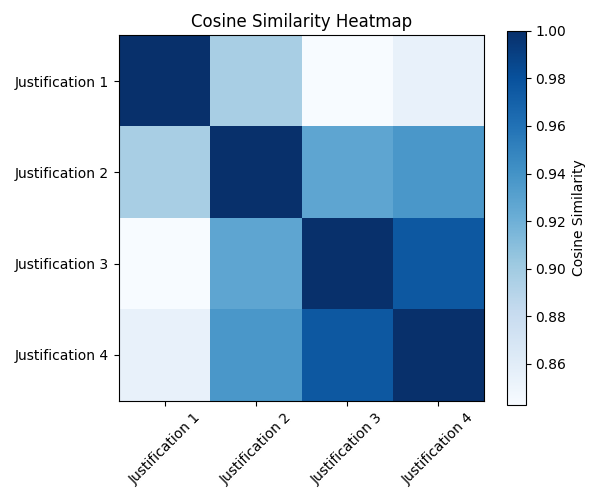 Cosine Similarity Heatmap
Justification 1
Justification 2
Justification 3
Justification 4
Justification 1
Justification 2
Justification 3
Justification 4
1.00
0.98
0.96
0.94
0.92
0.90
0.88
0.86
Cosine Similarity